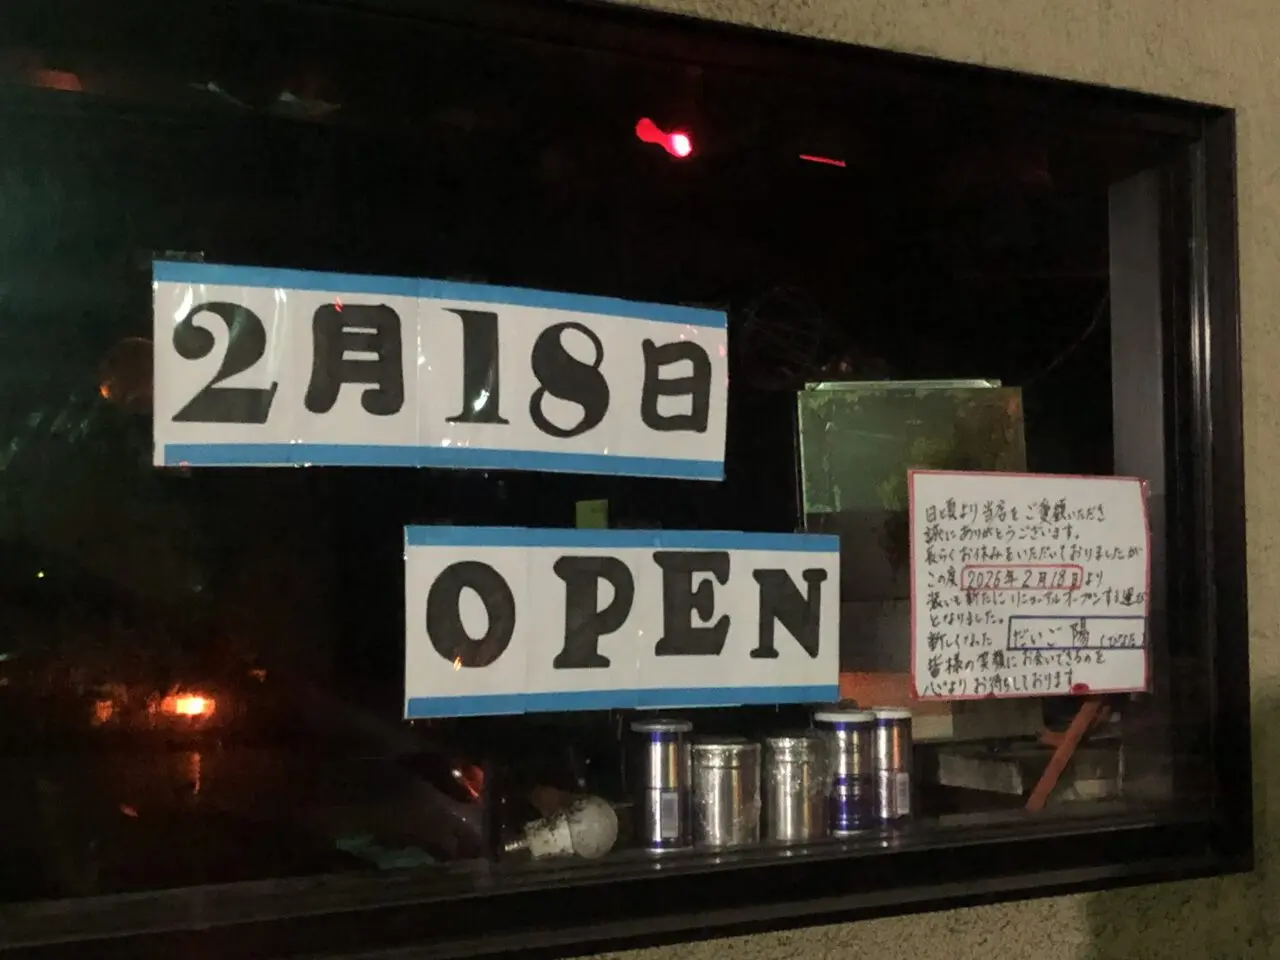 2月18日
OPEN
日頃より当店をご愛顧いただき
誠にありがとうございます。
長らくお休みをいただいておりましたが
この度 2026年2月18日より
装いも新たにリニューアルオープンする運び
となりました。
新しくなった だいご 陽(ひなた)
皆様の笑顔にお会いできるのを
心よりお待ちしております